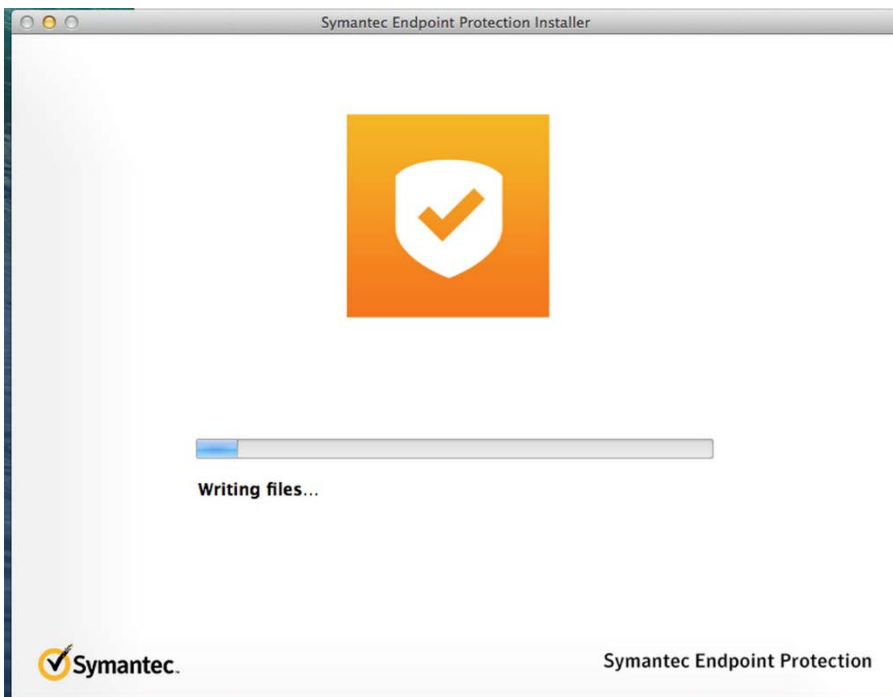 Symantec Endpoint Protection Installer
Writing files...
Symantec.
Symantec Endpoint Protection